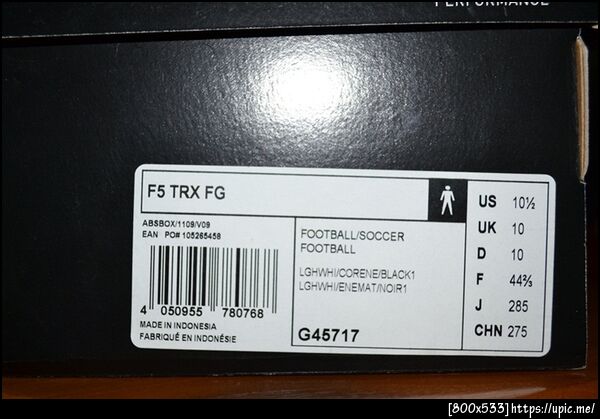 PERFORMANCE
F5 TRX FG
ABSBOX/1109/V09
EAN PO# 105265458
4 050955 780768
MADE IN INDONESIA
FABRIQUÉ EN INDONÉSIE
FOOTBALL/SOCCER
FOOTBALL
LGHWHI/CORENE/BLACK1
LGHWHI/ENEMAT/NOIR1
G45717
US 10½
UK 10
D 10
F 44⅔
J 285
CHN 275
[800x533]https://upic.me/